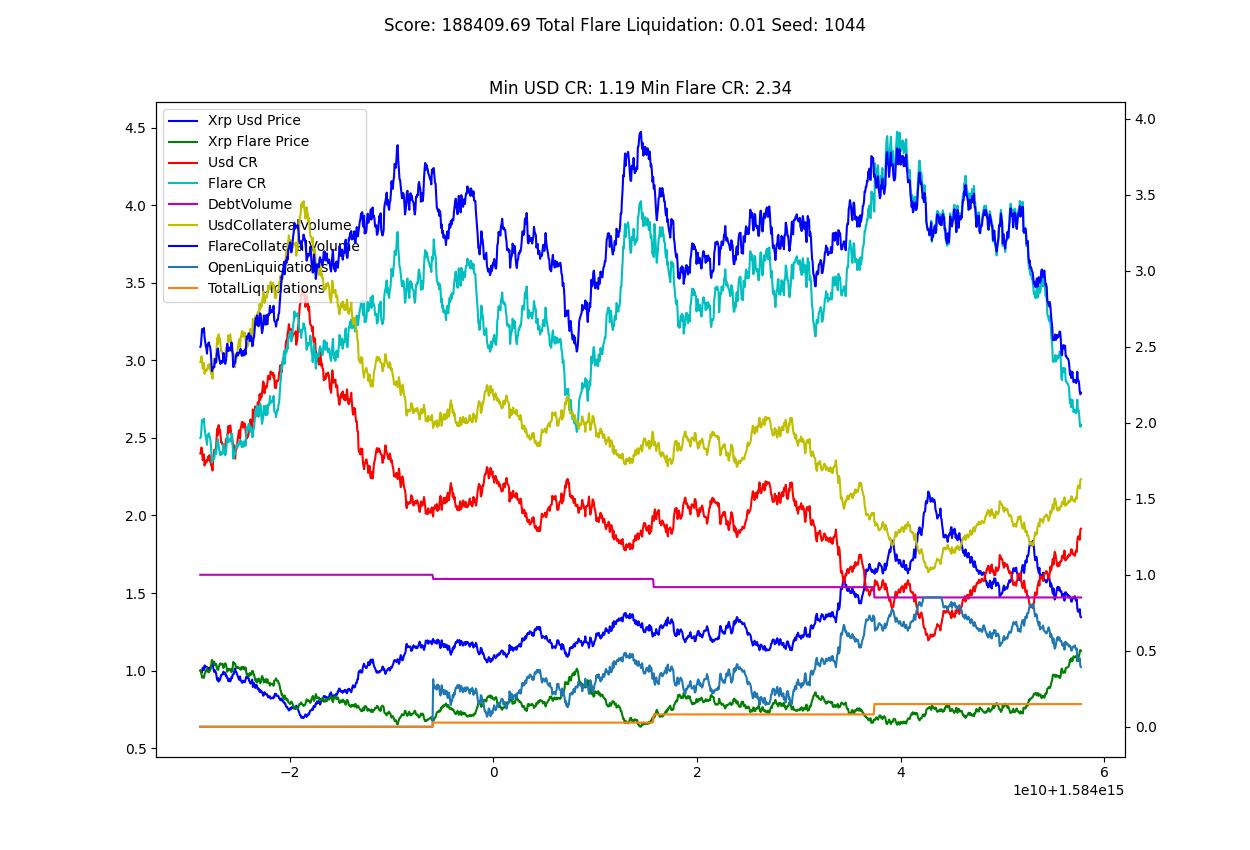 Score: 188409.69 Total Flare Liquidation: 0.01 Seed: 1044
Min USD CR: 1.19 Min Flare CR: 2.34
Xrp Usd Price
Xrp Flare Price
Usd CR
Flare CR
DebtVolume
UsdCollateralVolume
FlareCollateralVolume
OpenLiquidations
TotalLiquidations
4.5
4.0
3.5
3.0
2.5
2.0
1.5
1.0
0.5
4.0
3.5
3.0
2.5
2.0
1.5
1.0
0.5
0.0
−2
0
2
4
6
1e10+1.584e15